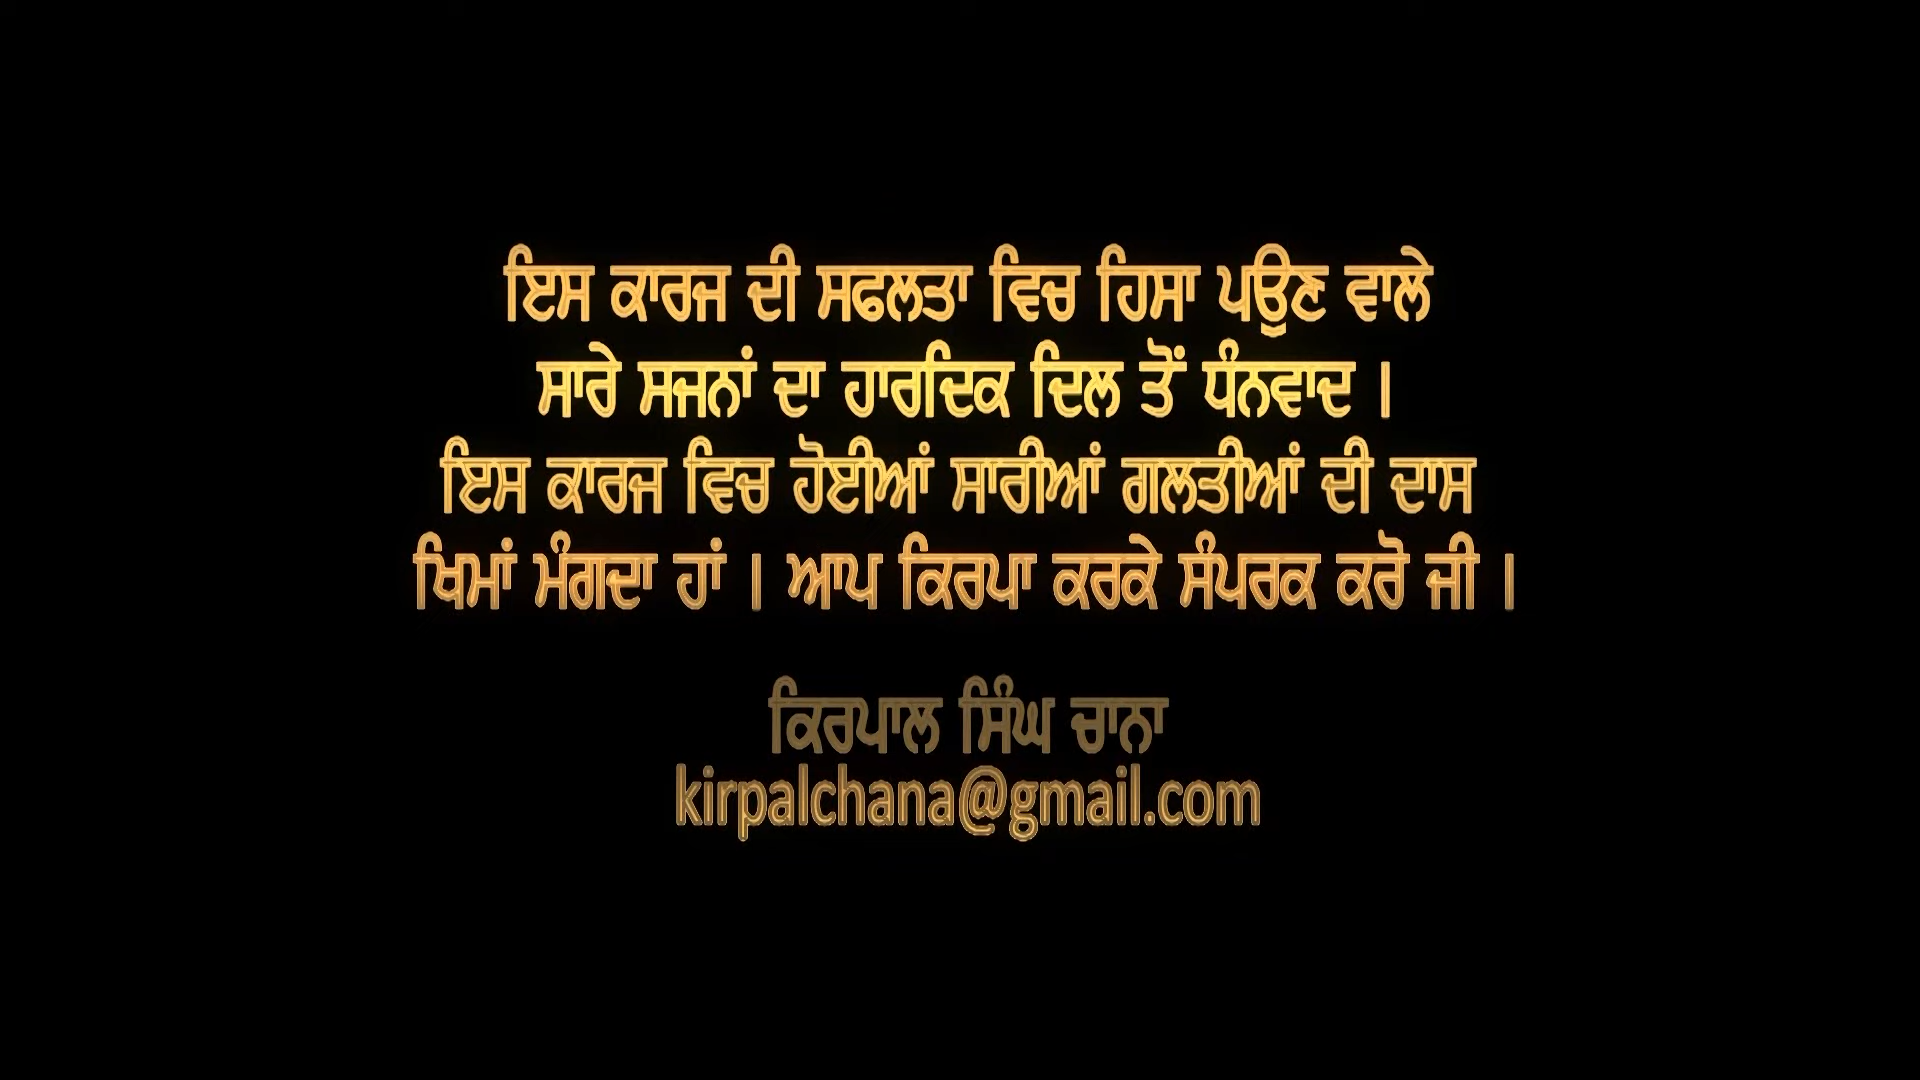 ਇਸ ਕਾਰਜ ਦੀ ਸਫਲਤਾ ਵਿਚ ਹਿਸਾ ਪਉਣ ਵਾਲੇ
ਸਾਰੇ ਸਜਨਾਂ ਦਾ ਹਾਰਦਿਕ ਦਿਲ ਤੋਂ ਧੰਨਵਾਦ ।
ਇਸ ਕਾਰਜ ਵਿਚ ਹੋਈਆਂ ਸਾਰੀਆਂ ਗਲਤੀਆਂ ਦੀ ਦਾਸ
ਖਿਮਾਂ ਮੰਗਦਾ ਹਾਂ । ਆਪ ਕਿਰਪਾ ਕਰਕੇ ਸੰਪਰਕ ਕਰੋ ਜੀ ।
ਕਿਰਪਾਲ ਸਿੰਘ ਚਾਨਾ
kirpalchana@gmail.com